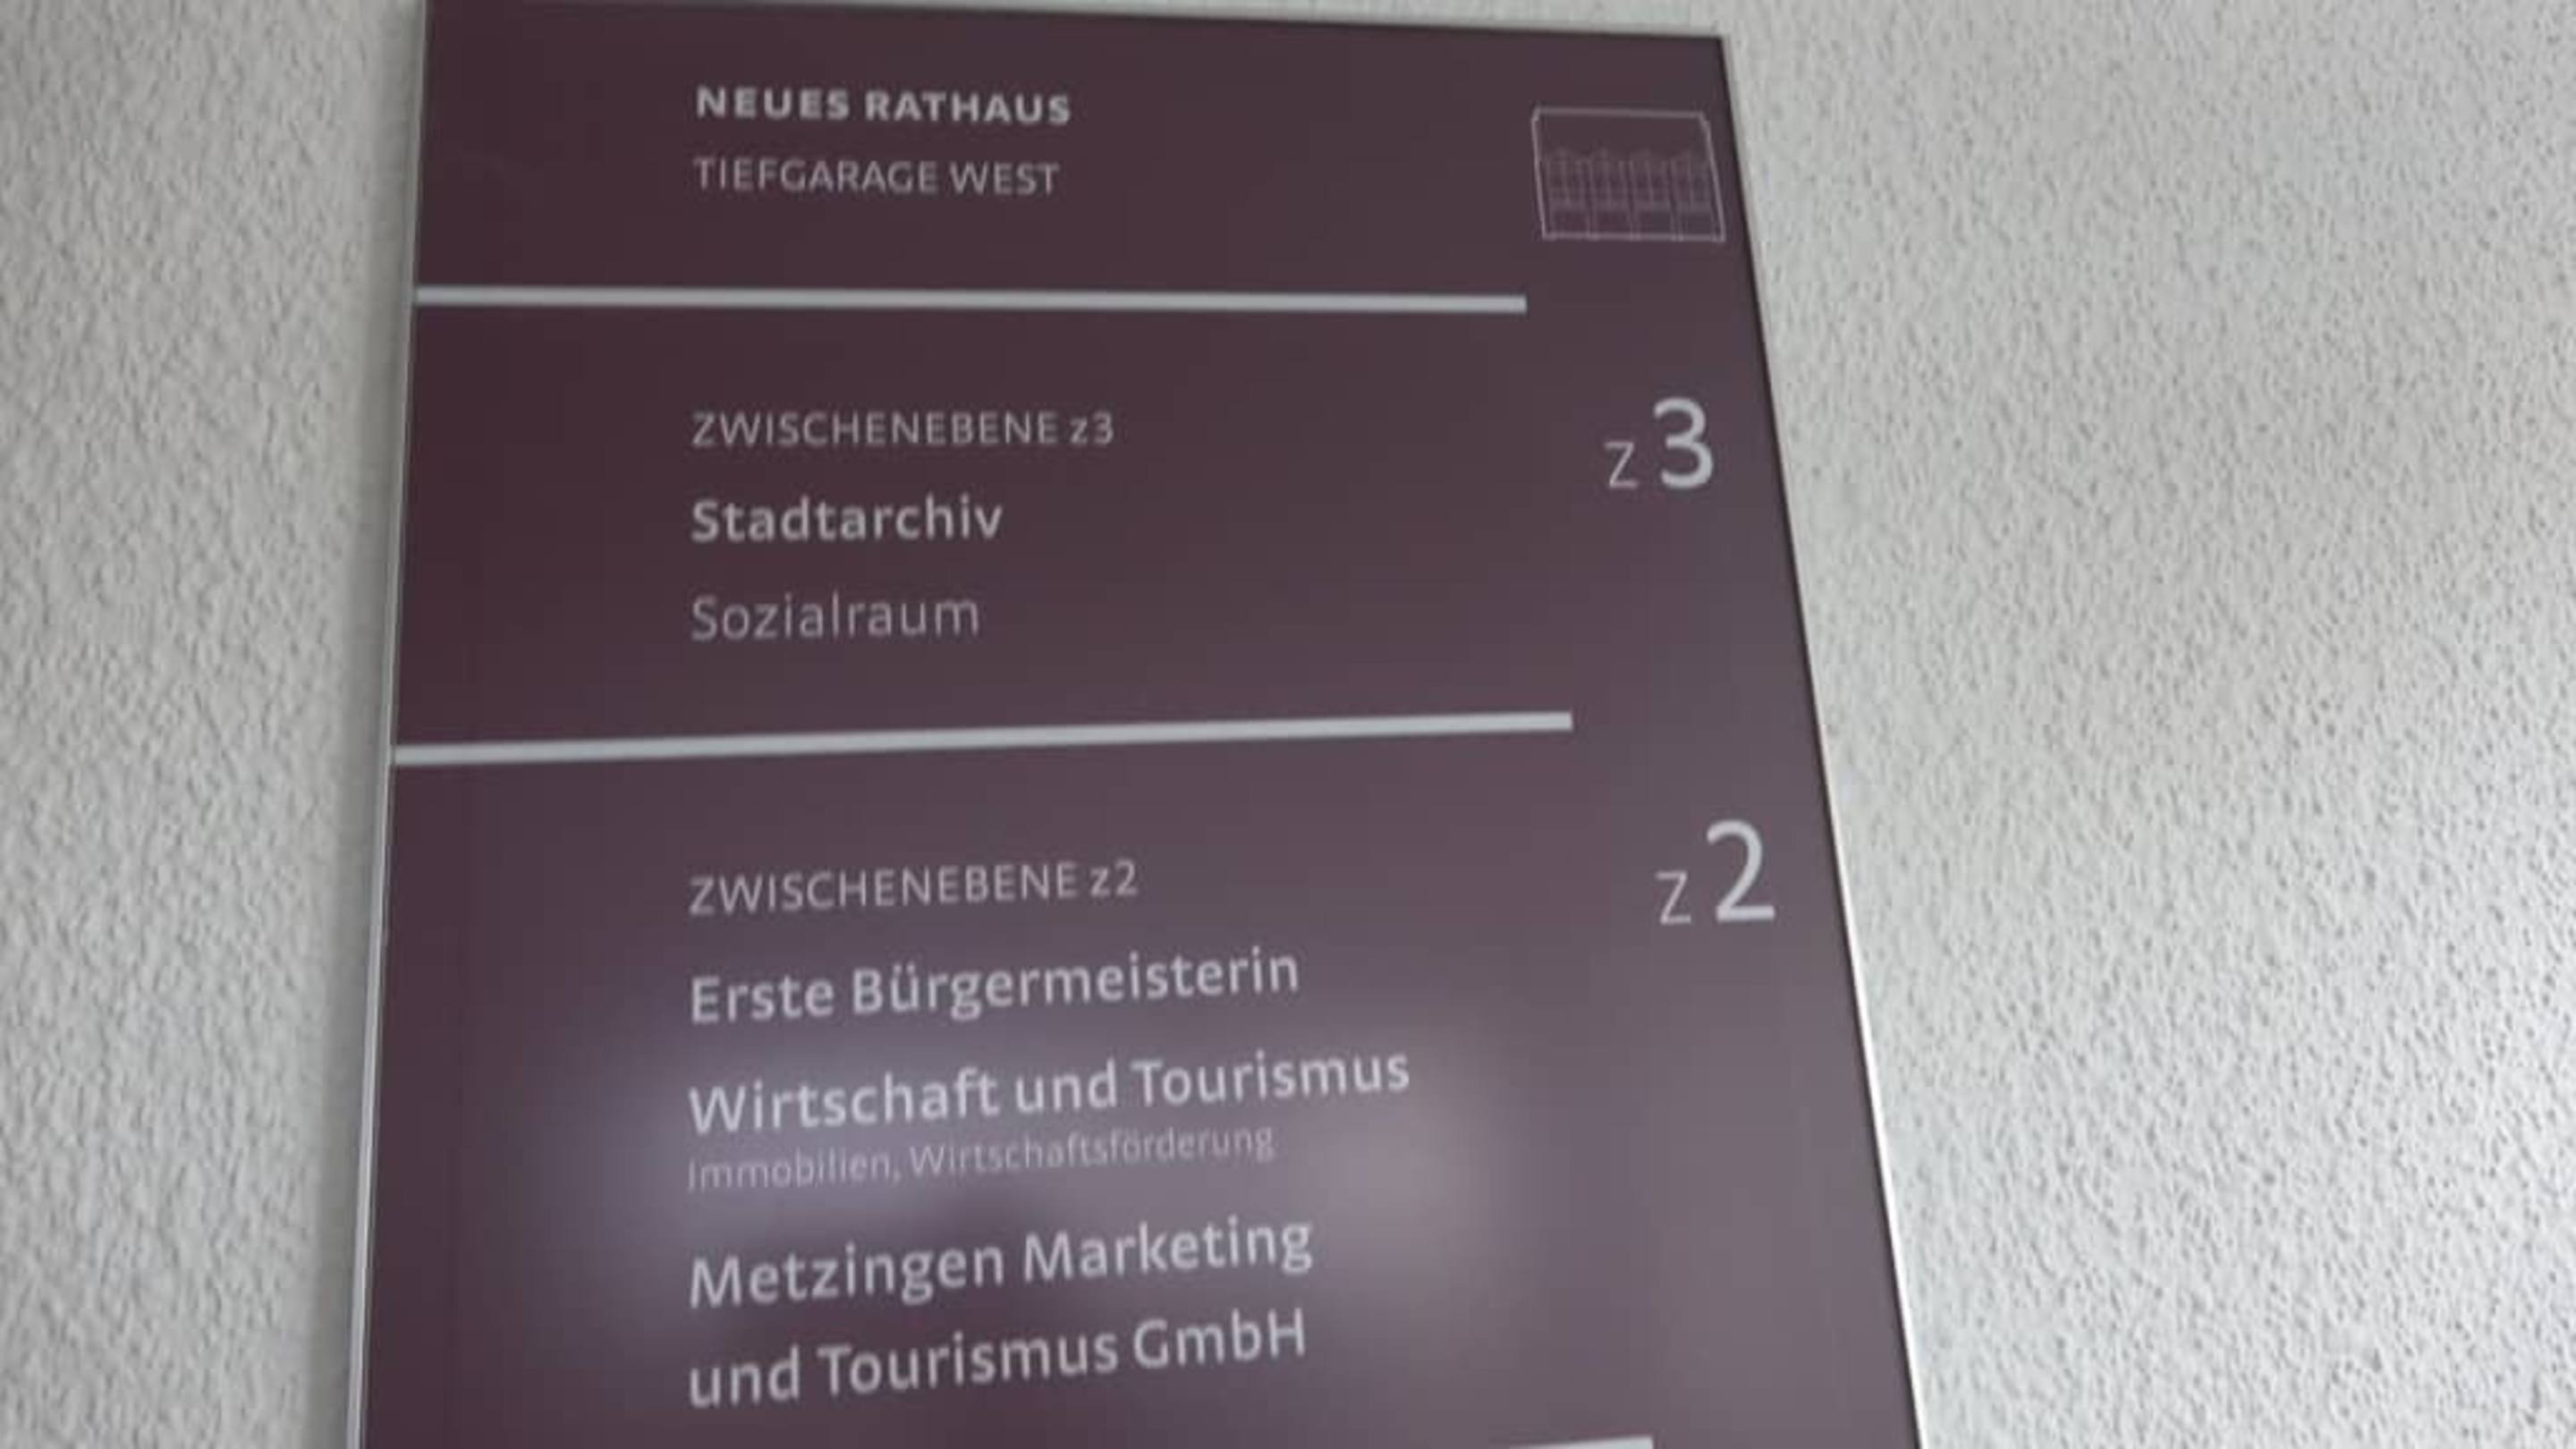 NEUES RATHAUS
TIEFGARAGE WEST
ZWISCHENEBENE z3
z3
Stadtarchiv
Sozialraum
ZWISCHENEBENE z2
z2
Erste Bürgermeisterin
Wirtschaft und Tourismus
Immobilien, Wirtschaftsförderung
Metzingen Marketing
und Tourismus GmbH